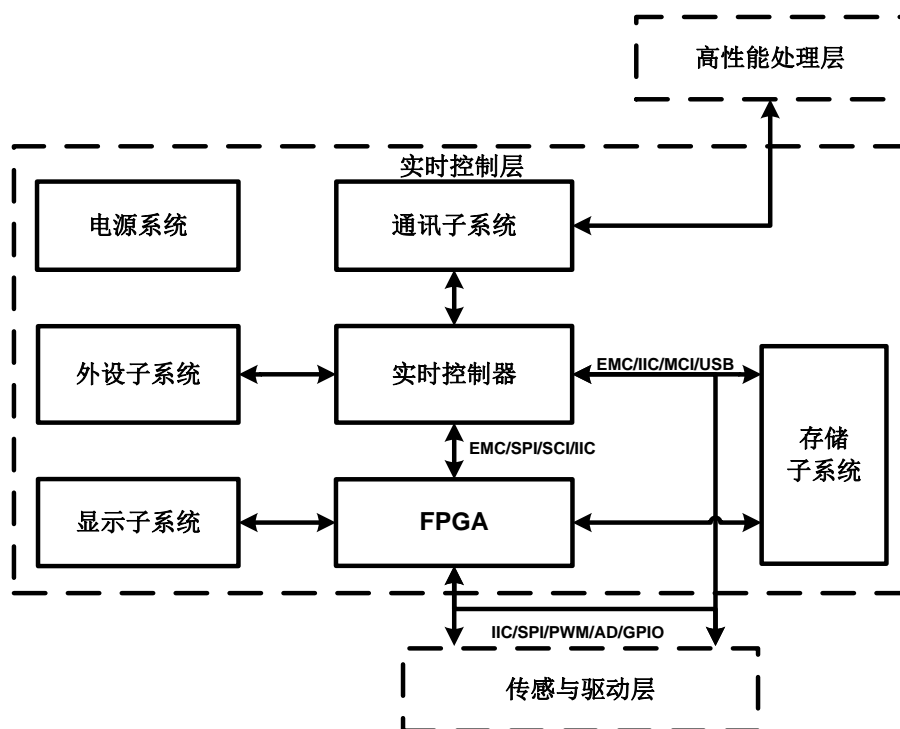 高性能处理层
实时控制层
电源系统
通讯子系统
外设子系统
实时控制器
EMC/IIC/MCI/USB
存储
子系统
EMC/SPI/SCI/IIC
显示子系统
FPGA
IIC/SPI/PWM/AD/GPIO
传感与驱动层